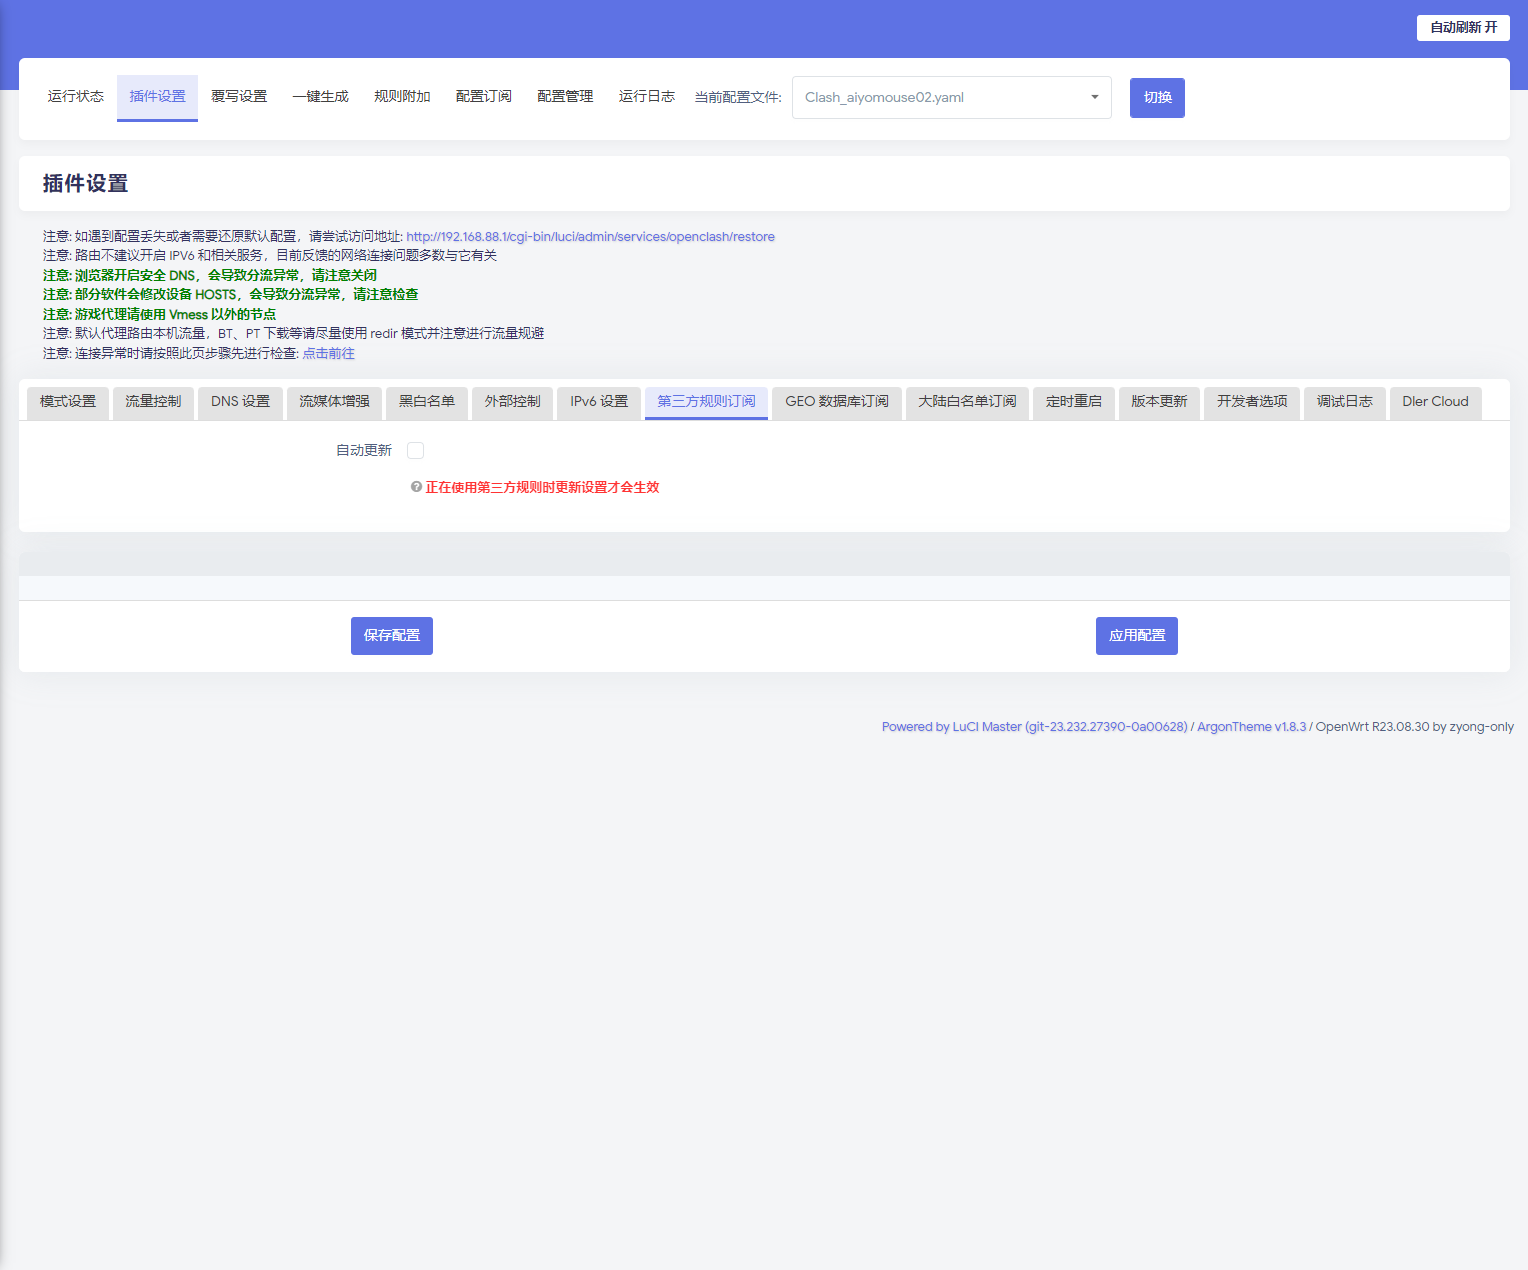 自动刷新 开
运行状态 插件设置 覆写设置 一键生成 规则附加 配置订阅 配置管理 运行日志 当前配置文件: Clash_aiyomouse02.yaml 切换
插件设置
注意: 如遇到配置丢失或者需要还原默认配置，请尝试访问地址: http://192.168.88.1/cgi-bin/luci/admin/services/openclash/restore
注意: 路由不建议开启 IPV6 和相关服务，目前反馈的网络连接问题多数与它有关
注意: 浏览器开启安全 DNS，会导致分流异常，请注意关闭
注意: 部分软件会修改设备 HOSTS，会导致分流异常，请注意检查
注意: 游戏代理请使用 Vmess 以外的节点
注意: 默认代理路由本机流量，BT、PT 下载等请尽量使用 redir 模式并注意进行流量规避
注意: 连接异常时请按照此页步骤先进行检查: 点击前往
模式设置 流量控制 DNS 设置 流媒体增强 黑白名单 外部控制 IPv6 设置 第三方规则订阅 GEO 数据库订阅 大陆白名单订阅 定时重启 版本更新 开发者选项 调试日志 Dler Cloud
自动更新
正在使用第三方规则时更新设置才会生效
保存配置 应用配置
Powered by LuCI Master (git-23.232.27390-0a00628) / ArgonTheme v1.8.3 / OpenWrt R23.08.30 by zyong-only